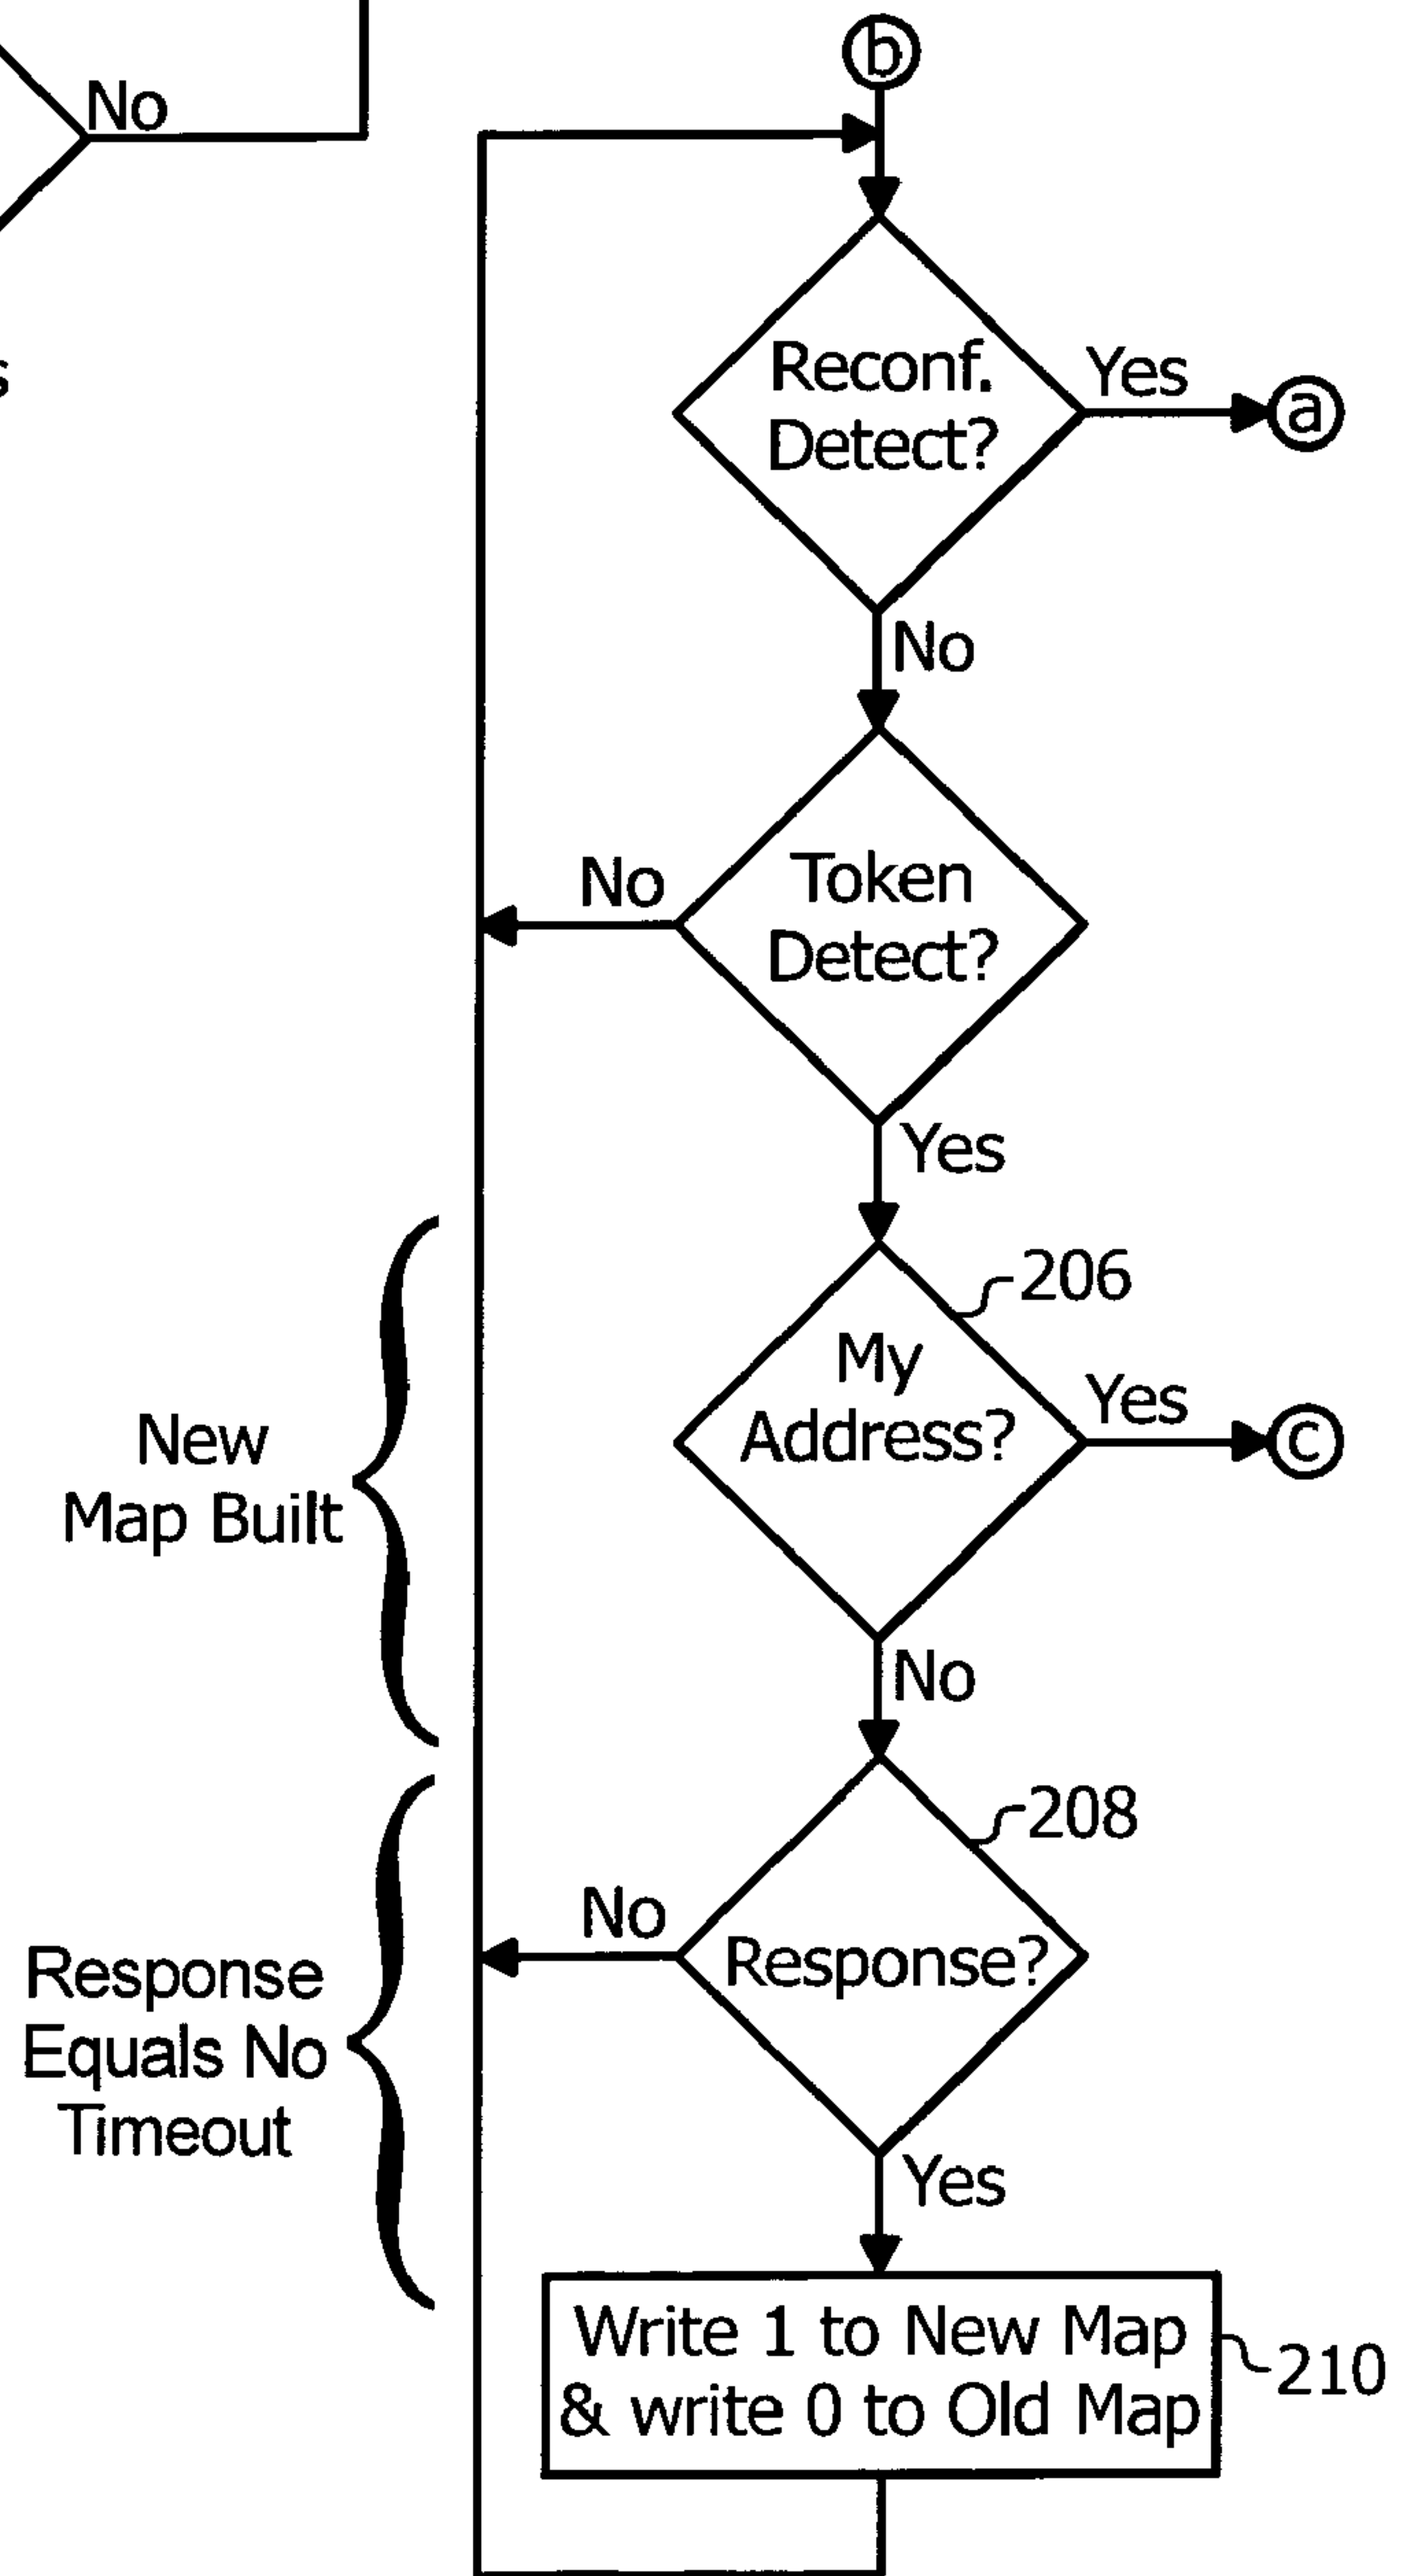 b
No
Reconf.
Detect?
Yes
a
No
Token
Detect?
No
Yes
206
My
Address?
Yes
c
New
Map Built
No
208
Response?
No
Response
Equals No
Timeout
Yes
Write 1 to New Map
& write 0 to Old Map
210